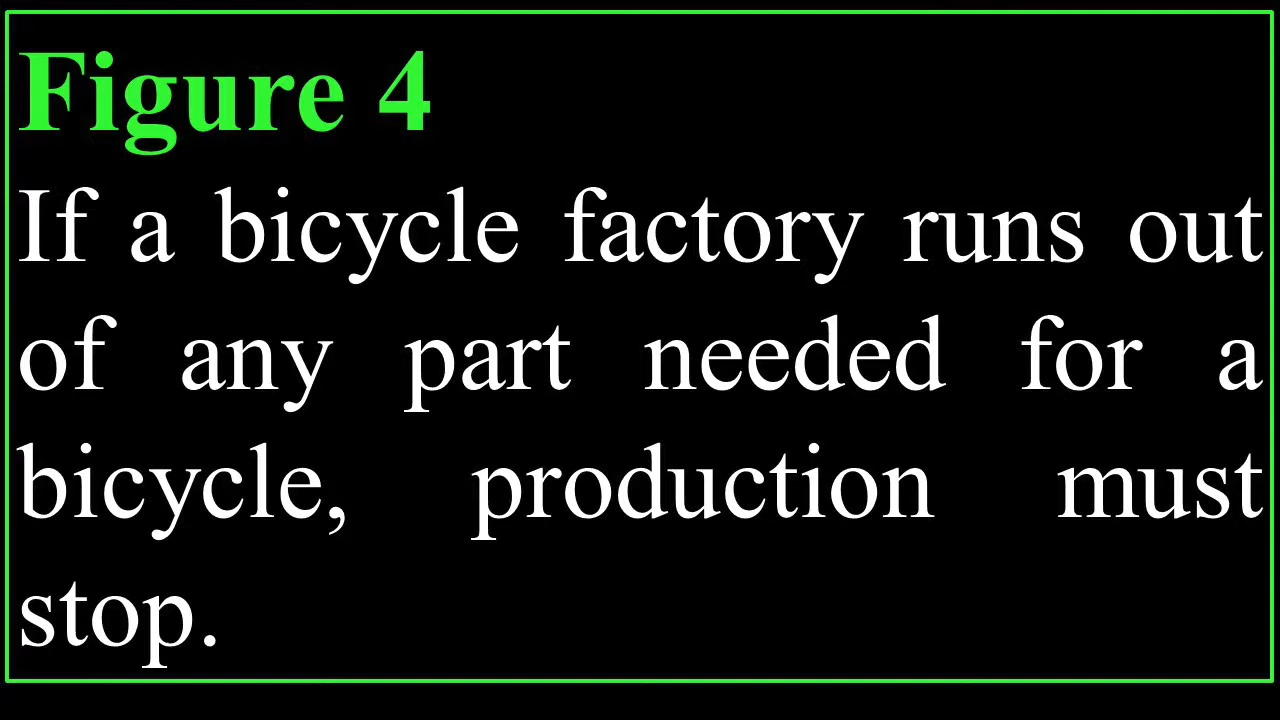 Figure 4
If a bicycle factory runs out
of any part needed for a
bicycle, production must
stop.